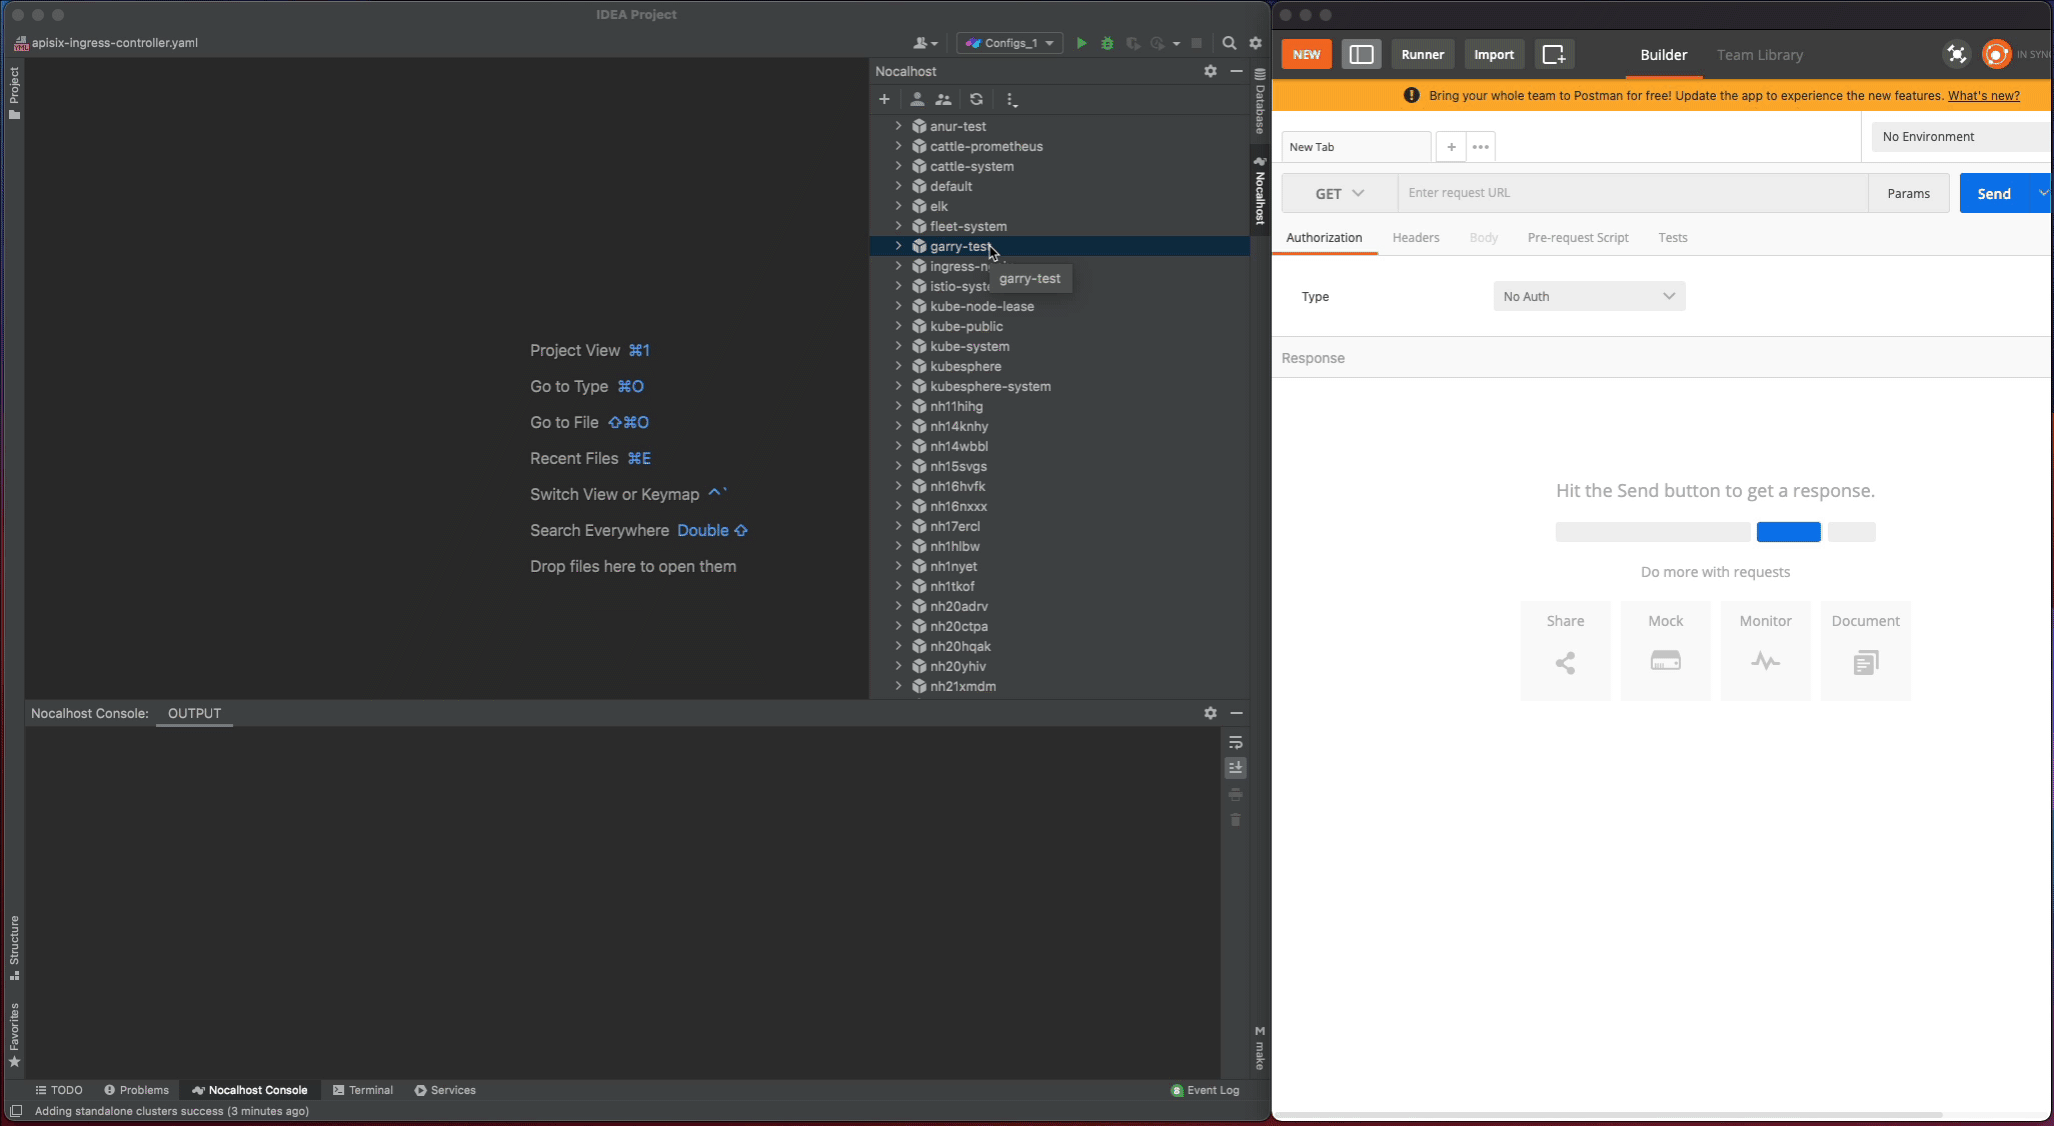 IDEA Project
apisix-ingress-controller.yaml
Configs_1
Project
Nocalhost
anur-test
cattle-prometheus
cattle-system
default
elk
fleet-system
garry-test
ingress-n
garry-test
istio-syste
kube-node-lease
kube-public
kube-system
kubesphere
kubesphere-system
nh11hihg
nh14knhy
nh14wbbl
nh15svgs
nh16hvfk
nh16nxxx
nh17ercl
nh1hlbw
nh1nyet
nh1tkof
nh20adrv
nh20ctpa
nh20hqak
nh20yhiv
nh21xmdm
Project View ⌘1
Go to Type ⌘O
Go to File ⇧⌘O
Recent Files ⌘E
Switch View or Keymap ^`
Search Everywhere Double ⇧
Drop files here to open them
Database
Nocalhost
make
Nocalhost Console: OUTPUT
Structure
Favorites
TODO Problems Nocalhost Console Terminal Services Event Log
Adding standalone clusters success (3 minutes ago)
NEW Runner Import Builder Team Library IN SYN
Bring your whole team to Postman for free! Update the app to experience the new features. What's new?
New Tab + ••• No Environment
GET Enter request URL Params Send
Authorization Headers Body Pre-request Script Tests
Type No Auth
Response
Hit the Send button to get a response.
Do more with requests
Share Mock Monitor Document